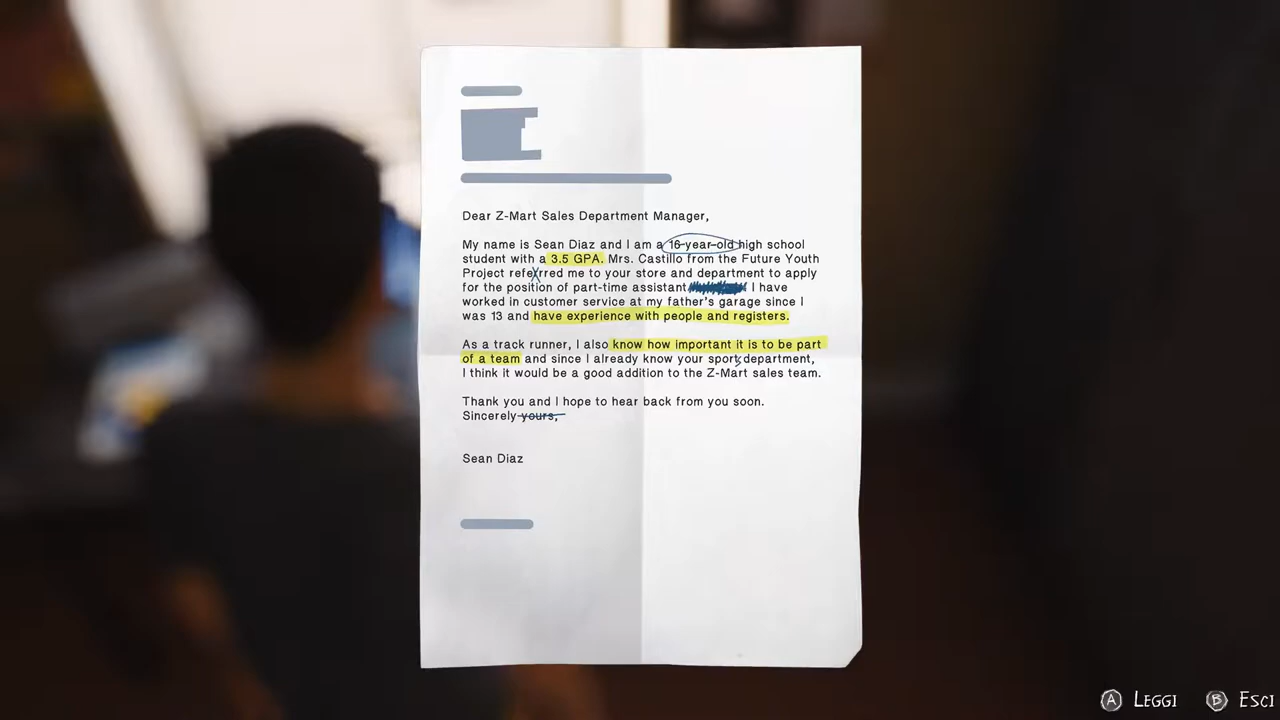 Dear Z-Mart Sales Department Manager,
My name is Sean Diaz and I am a 16-year-old high school
student with a 3.5 GPA. Mrs. Castillo from the Future Youth
Project referred me to your store and department to apply
for the position of part-time assistant I have
worked in customer service at my father's garage since I
was 13 and have experience with people and registers.
As a track runner, I also know how important it is to be part
of a team and since I already know your sport department,
I think it would be a good addition to the Z-Mart sales team.
Thank you and I hope to hear back from you soon.
Sincerely yours,
Sean Diaz
A LEGGI B ESCI